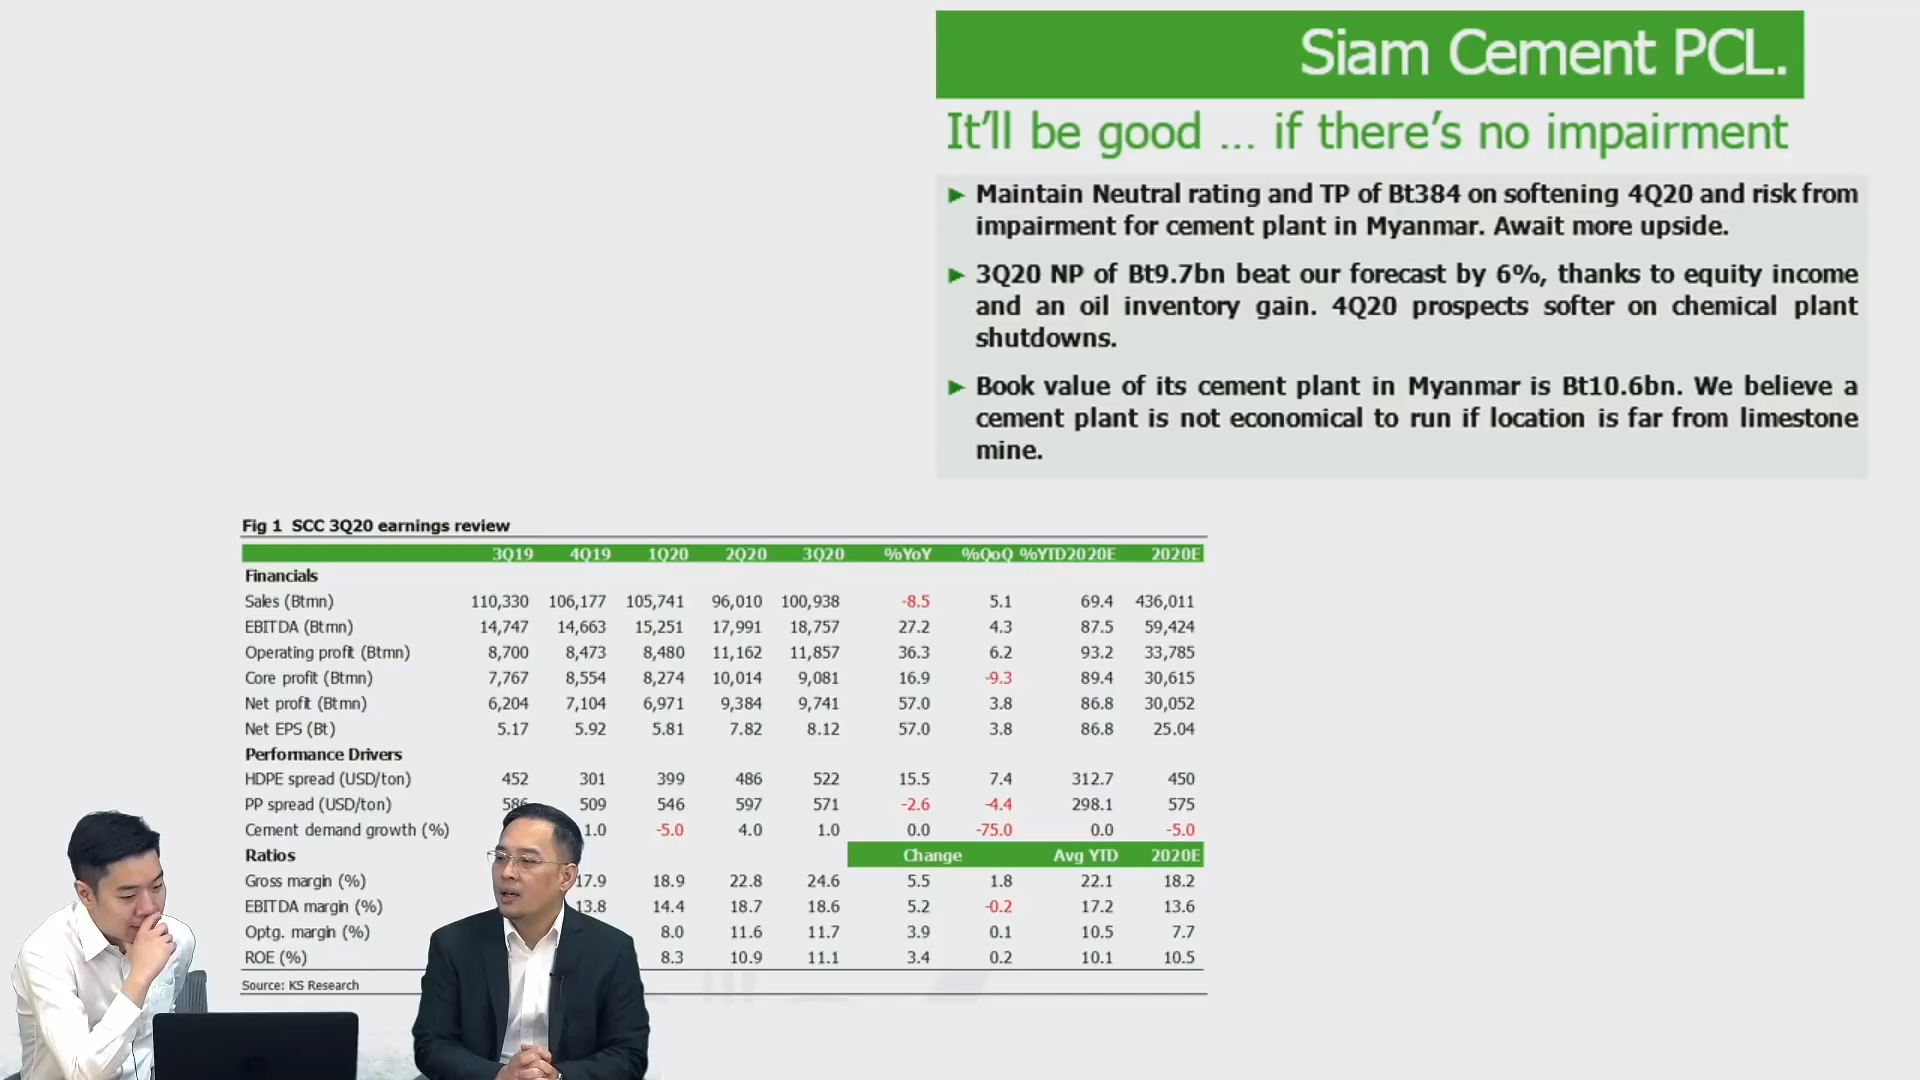 Siam Cement PCL.
It'll be good ... if there's no impairment
► Maintain Neutral rating and TP of Bt384 on softening 4Q20 and risk from
impairment for cement plant in Myanmar. Await more upside.
► 3Q20 NP of Bt9.7bn beat our forecast by 6%, thanks to equity income
and an oil inventory gain. 4Q20 prospects softer on chemical plant
shutdowns.
► Book value of its cement plant in Myanmar is Bt10.6bn. We believe a
cement plant is not economical to run if location is far from limestone
mine.
Fig 1 SCC 3Q20 earnings review
3Q19 4Q19 1Q20 2Q20 3Q20 %YoY %QoQ %YTD2020E 2020E
Financials
Sales (Btmn) 110,330 106,177 105,741 96,010 100,938 -8.5 5.1 69.4 436,011
EBITDA (Btmn) 14,747 14,663 15,251 17,991 18,757 27.2 4.3 87.5 59,424
Operating profit (Btmn) 8,700 8,473 8,480 11,162 11,857 36.3 6.2 93.2 33,785
Core profit (Btmn) 7,767 8,554 8,274 10,014 9,081 16.9 -9.3 89.4 30,615
Net profit (Btmn) 6,204 7,104 6,971 9,384 9,741 57.0 3.8 86.8 30,052
Net EPS (Bt) 5.17 5.92 5.81 7.82 8.12 57.0 3.8 86.8 25.04
Performance Drivers
HDPE spread (USD/ton) 452 301 399 486 522 15.5 7.4 312.7 450
PP spread (USD/ton) 586 509 546 597 571 -2.6 -4.4 298.1 575
Cement demand growth (%) 1.0 -5.0 4.0 1.0 0.0 -75.0 0.0 -5.0
Ratios Change Avg YTD 2020E
Gross margin (%) 17.9 18.9 22.8 24.6 5.5 1.8 22.1 18.2
EBITDA margin (%) 13.8 14.4 18.7 18.6 5.2 -0.2 17.2 13.6
Optg. margin (%) 8.0 11.6 11.7 3.9 0.1 10.5 7.7
ROE (%) 8.3 10.9 11.1 3.4 0.2 10.1 10.5
Source: KS Research